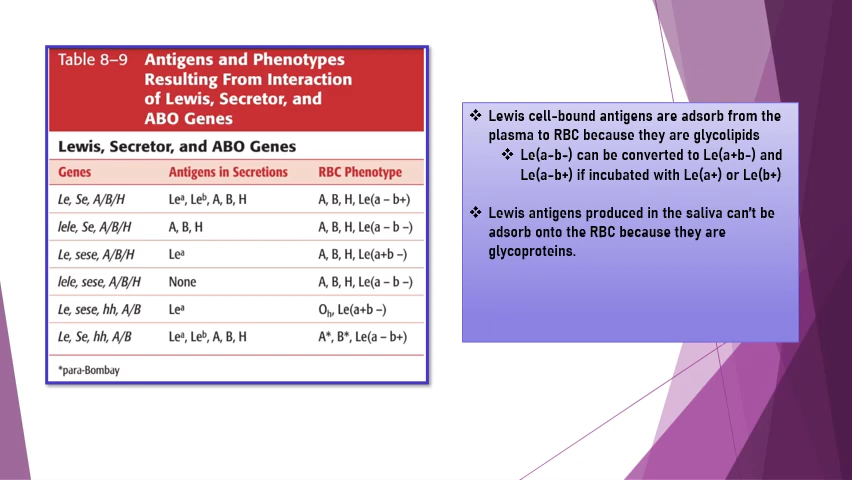 Table 8–9 Antigens and Phenotypes
Resulting From Interaction
of Lewis, Secretor, and
ABO Genes
Lewis, Secretor, and ABO Genes
Genes Antigens in Secretions RBC Phenotype
Le, Se, A/B/H Leᵃ, Leᵇ, A, B, H A, B, H, Le(a – b+)
lele, Se, A/B/H A, B, H A, B, H, Le(a – b –)
Le, sese, A/B/H Leᵃ A, B, H, Le(a+b –)
lele, sese, A/B/H None A, B, H, Le(a – b –)
Le, sese, hh, A/B Leᵃ Oₕ, Le(a+b –)
Le, Se, hh, A/B Leᵃ, Leᵇ, A, B, H A*, B*, Le(a – b+)
*para-Bombay
❖ Lewis cell-bound antigens are adsorb from the
plasma to RBC because they are glycolipids
❖ Le(a-b-) can be converted to Le(a+b-) and
Le(a-b+) if incubated with Le(a+) or Le(b+)
❖ Lewis antigens produced in the saliva can't be
adsorb onto the RBC because they are
glycoproteins.